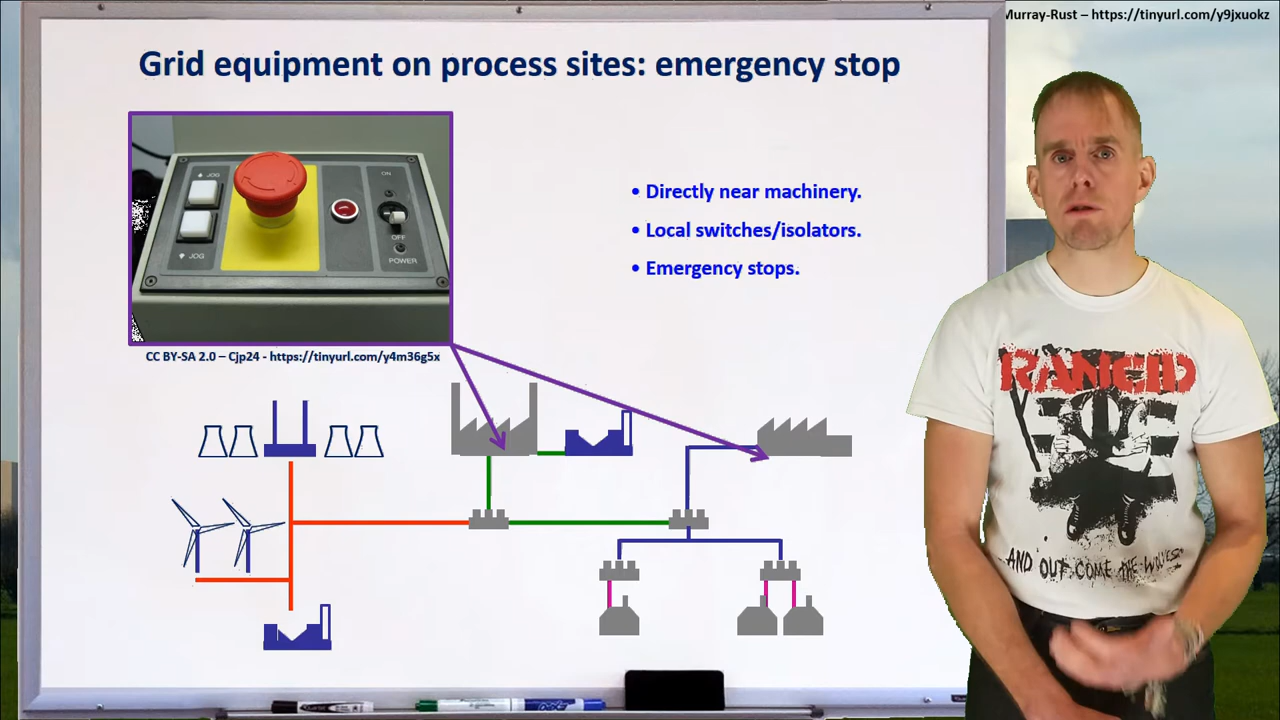 Murray-Rust – https://tinyurl.com/y9jxuokz
Grid equipment on process sites: emergency stop
JOG
ON
OFF
JOG
POWER
• Directly near machinery.
• Local switches/isolators.
• Emergency stops.
CC BY-SA 2.0 – Cjp24 - https://tinyurl.com/y4m36g5x
RANCID
AND OUT COME THE WOLVES